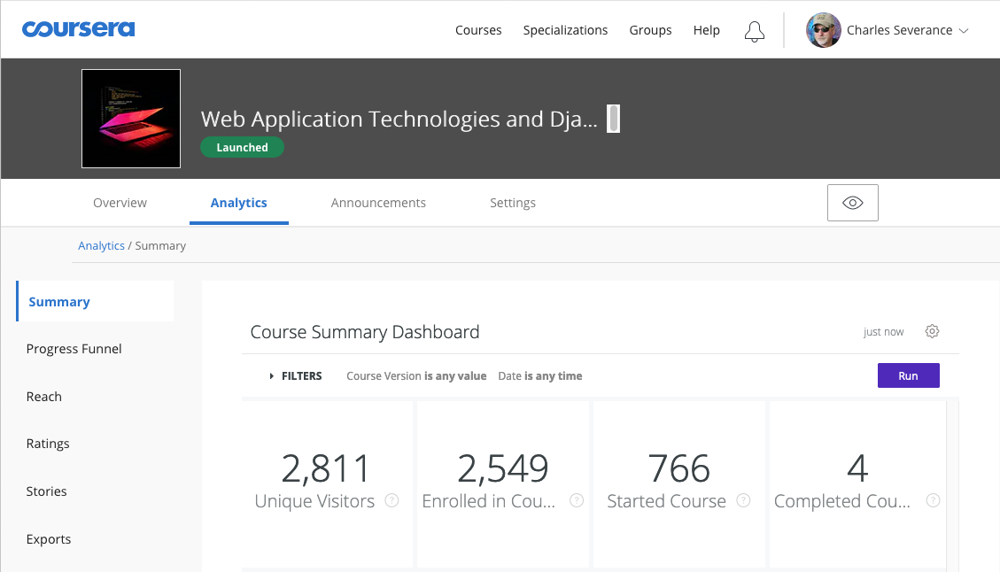 coursera
Courses Specializations Groups Help Charles Severance
Web Application Technologies and Dja...
Launched
Overview Analytics Announcements Settings
Analytics / Summary
Summary
Progress Funnel
Reach
Ratings
Stories
Exports
Course Summary Dashboard just now
FILTERS Course Version is any value Date is any time Run
2,811 2,549 766 4
Unique Visitors ? Enrolled in Cou... ? Started Course ? Completed Cou... ?